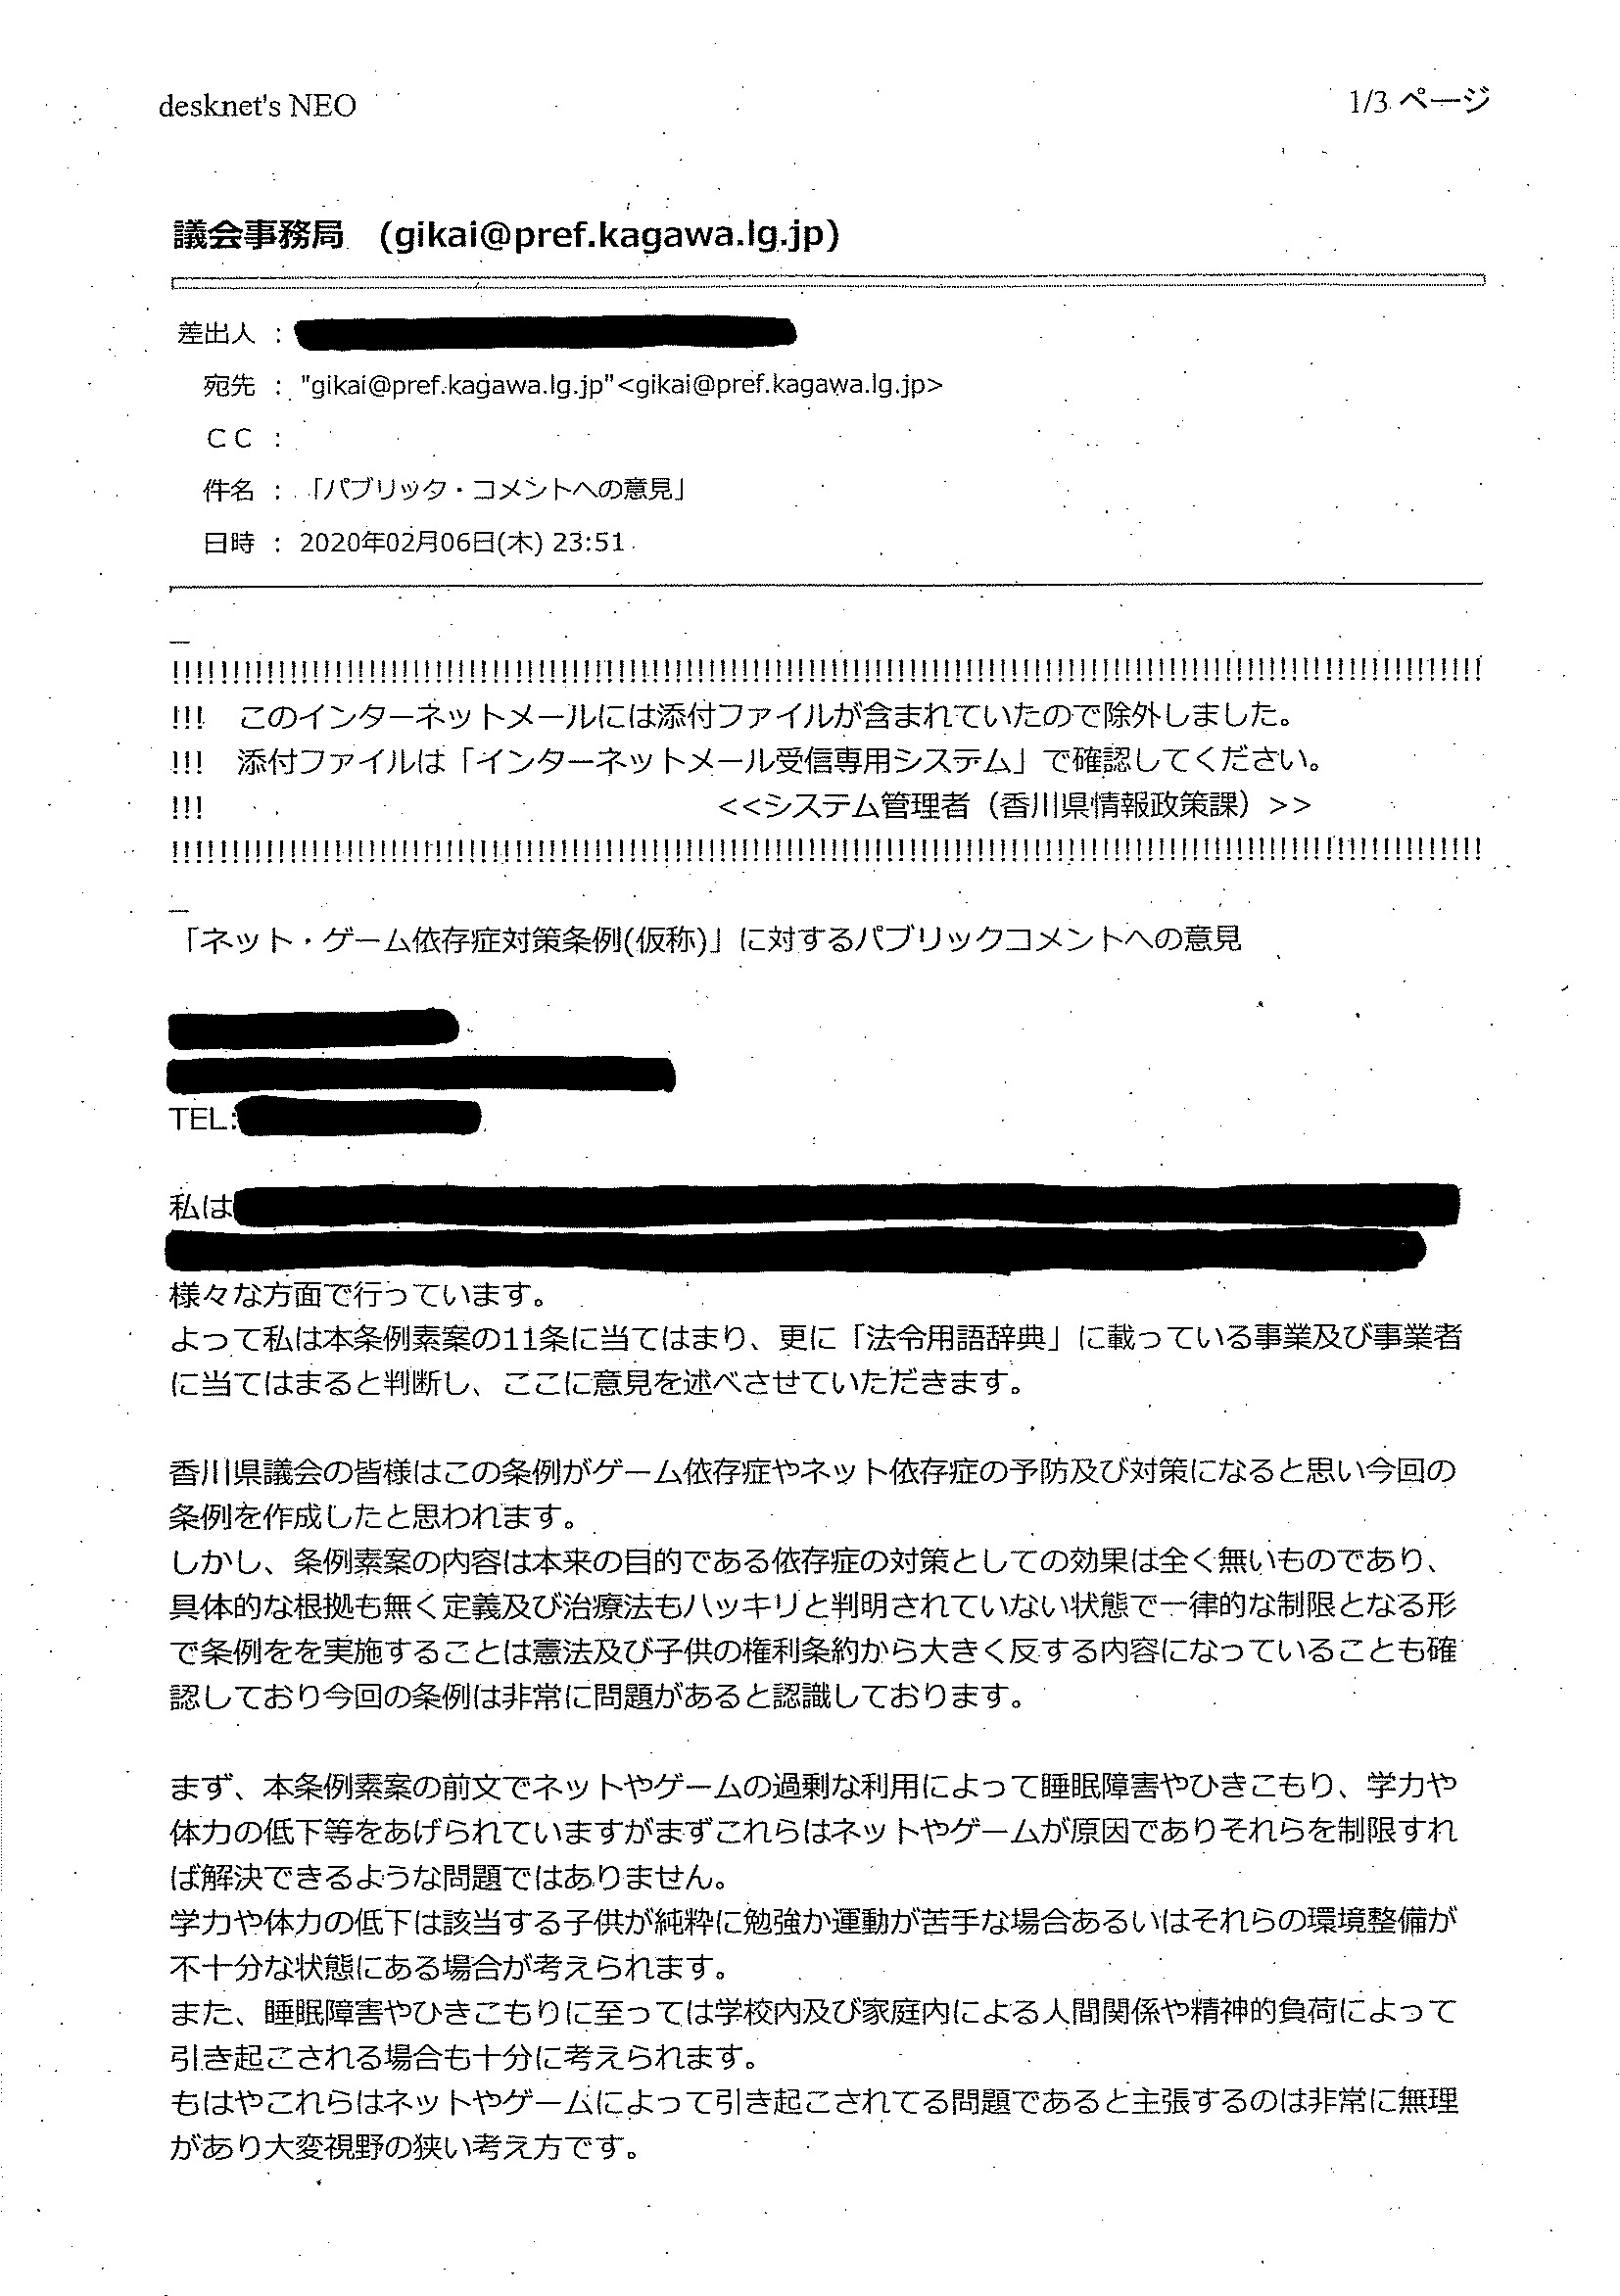 desknet's NEO
1/3 ページ
議会事務局 (gikai@pref.kagawa.lg.jp)
差出人 :
宛先 : "gikai@pref.kagawa.lg.jp"<gikai@pref.kagawa.lg.jp>
CC :
件名 : 「パブリック・コメントへの意見」
日時 : 2020年02月06日(木) 23:51
!!!!!!!!!!!!!!!!!!!!!!!!!!!!!!!!!!!!!!!!!!!!!!!!!!!!!!!!!!!!!!!!!!!!!!!!!!!!!!!!!!!!!!!!!!!!!!!!!!!!!!!!!!!!!!
!!! このインターネットメールには添付ファイルが含まれていたので除外しました。
!!! 添付ファイルは「インターネットメール受信専用システム」で確認してください。
!!! <<システム管理者（香川県情報政策課）>>
!!!!!!!!!!!!!!!!!!!!!!!!!!!!!!!!!!!!!!!!!!!!!!!!!!!!!!!!!!!!!!!!!!!!!!!!!!!!!!!!!!!!!!!!!!!!!!!!!!!!!!!!!!!!!!
「ネット・ゲーム依存症対策条例(仮称)」に対するパブリックコメントへの意見
TEL:
私は
様々な方面で行っています。
よって私は本条例素案の11条に当てはまり、更に「法令用語辞典」に載っている事業及び事業者
に当てはまると判断し、ここに意見を述べさせていただきます。
香川県議会の皆様はこの条例がゲーム依存症やネット依存症の予防及び対策になると思い今回の
条例を作成したと思われます。
しかし、条例素案の内容は本来の目的である依存症の対策としての効果は全く無いものであり、
具体的な根拠も無く定義及び治療法もハッキリと判明されていない状態で一律的な制限となる形
で条例をを実施することは憲法及び子供の権利条約から大きく反する内容になっていることも確
認しており今回の条例は非常に問題があると認識しております。
まず、本条例素案の前文でネットやゲームの過剰な利用によって睡眠障害やひきこもり、学力や
体力の低下等をあげられていますがまずこれらはネットやゲームが原因でありそれらを制限すれ
ば解決できるような問題ではありません。
学力や体力の低下は該当する子供が純粋に勉強か運動が苦手な場合あるいはそれらの環境整備が
不十分な状態にある場合が考えられます。
また、睡眠障害やひきこもりに至っては学校内及び家庭内による人間関係や精神的負荷によって
引き起こされる場合も十分に考えられます。
もはやこれらはネットやゲームによって引き起こされてる問題であると主張するのは非常に無理
があり大変視野の狭い考え方です。